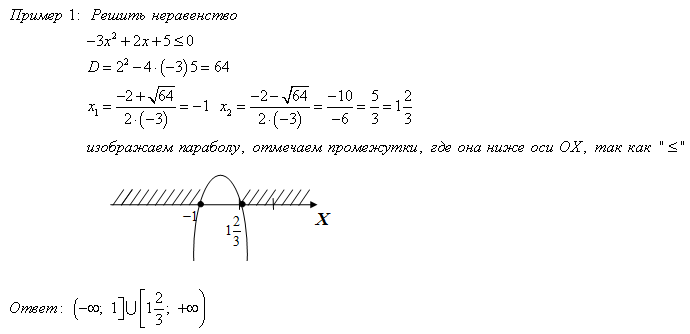 Пример 1: Решить неравенство
−3x² + 2x + 5 ≤ 0
D = 2² − 4·(−3)5 = 64
x₁ = (−2 + √64)/(2·(−3)) = −1 x₂ = (−2 − √64)/(2·(−3)) = −10/−6 = 5/3 = 1 2/3
изображаем параболу, отмечаем промежутки, где она ниже оси OX, так как "≤"
−1 1 2/3 X
Ответ: (−∞; 1]∪[1 2/3; +∞)